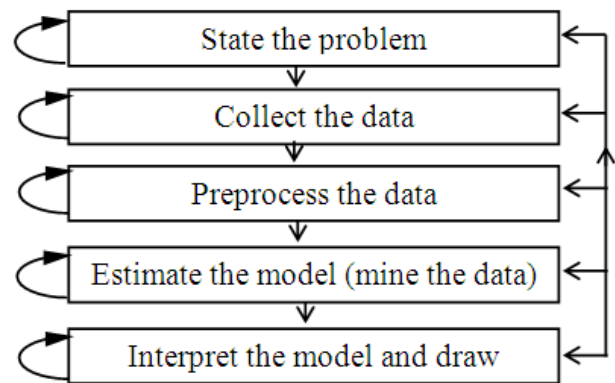 State the problem
Collect the data
Preprocess the data
Estimate the model (mine the data)
Interpret the model and draw